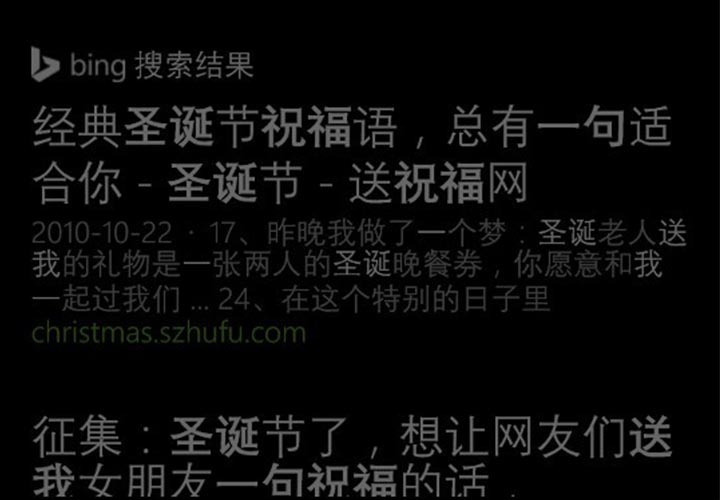 bing 搜索结果
经典圣诞节祝福语，总有一句适
合你 - 圣诞节 - 送祝福网
2010-10-22 · 17、昨晚我做了一个梦：圣诞老人送
我的礼物是一张两人的圣诞晚餐券，你愿意和我
一起过我们 ... 24、在这个特别的日子里
christmas.szhufu.com
征集：圣诞节了，想让网友们送
我女朋友一句祝福的话，